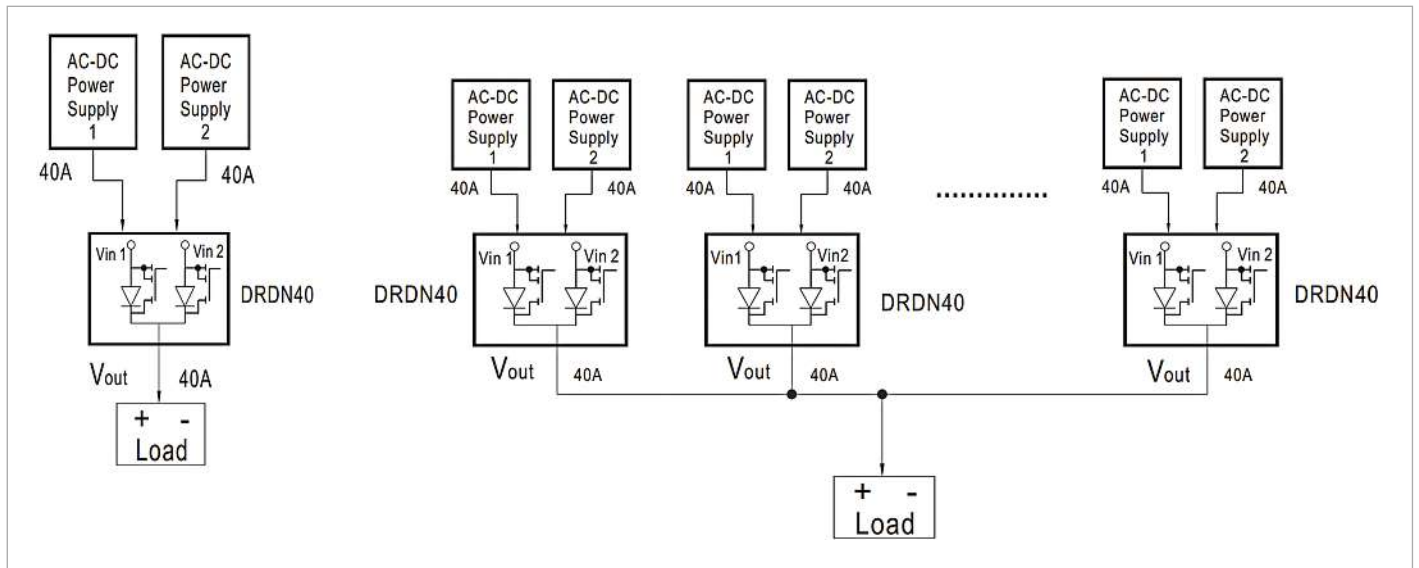 AC-DC
Power
Supply
1
AC-DC
Power
Supply
2
40A
40A
Vin 1
Vin 2
DRDN40
Vout
40A
+ -
Load
AC-DC
Power
Supply
1
AC-DC
Power
Supply
2
40A
40A
Vin 1
Vin 2
DRDN40
Vout
40A
AC-DC
Power
Supply
1
AC-DC
Power
Supply
2
40A
40A
Vin1
Vin2
DRDN40
Vout
40A
..............
AC-DC
Power
Supply
1
AC-DC
Power
Supply
2
40A
40A
Vin 1
Vin 2
DRDN40
Vout
40A
+ -
Load